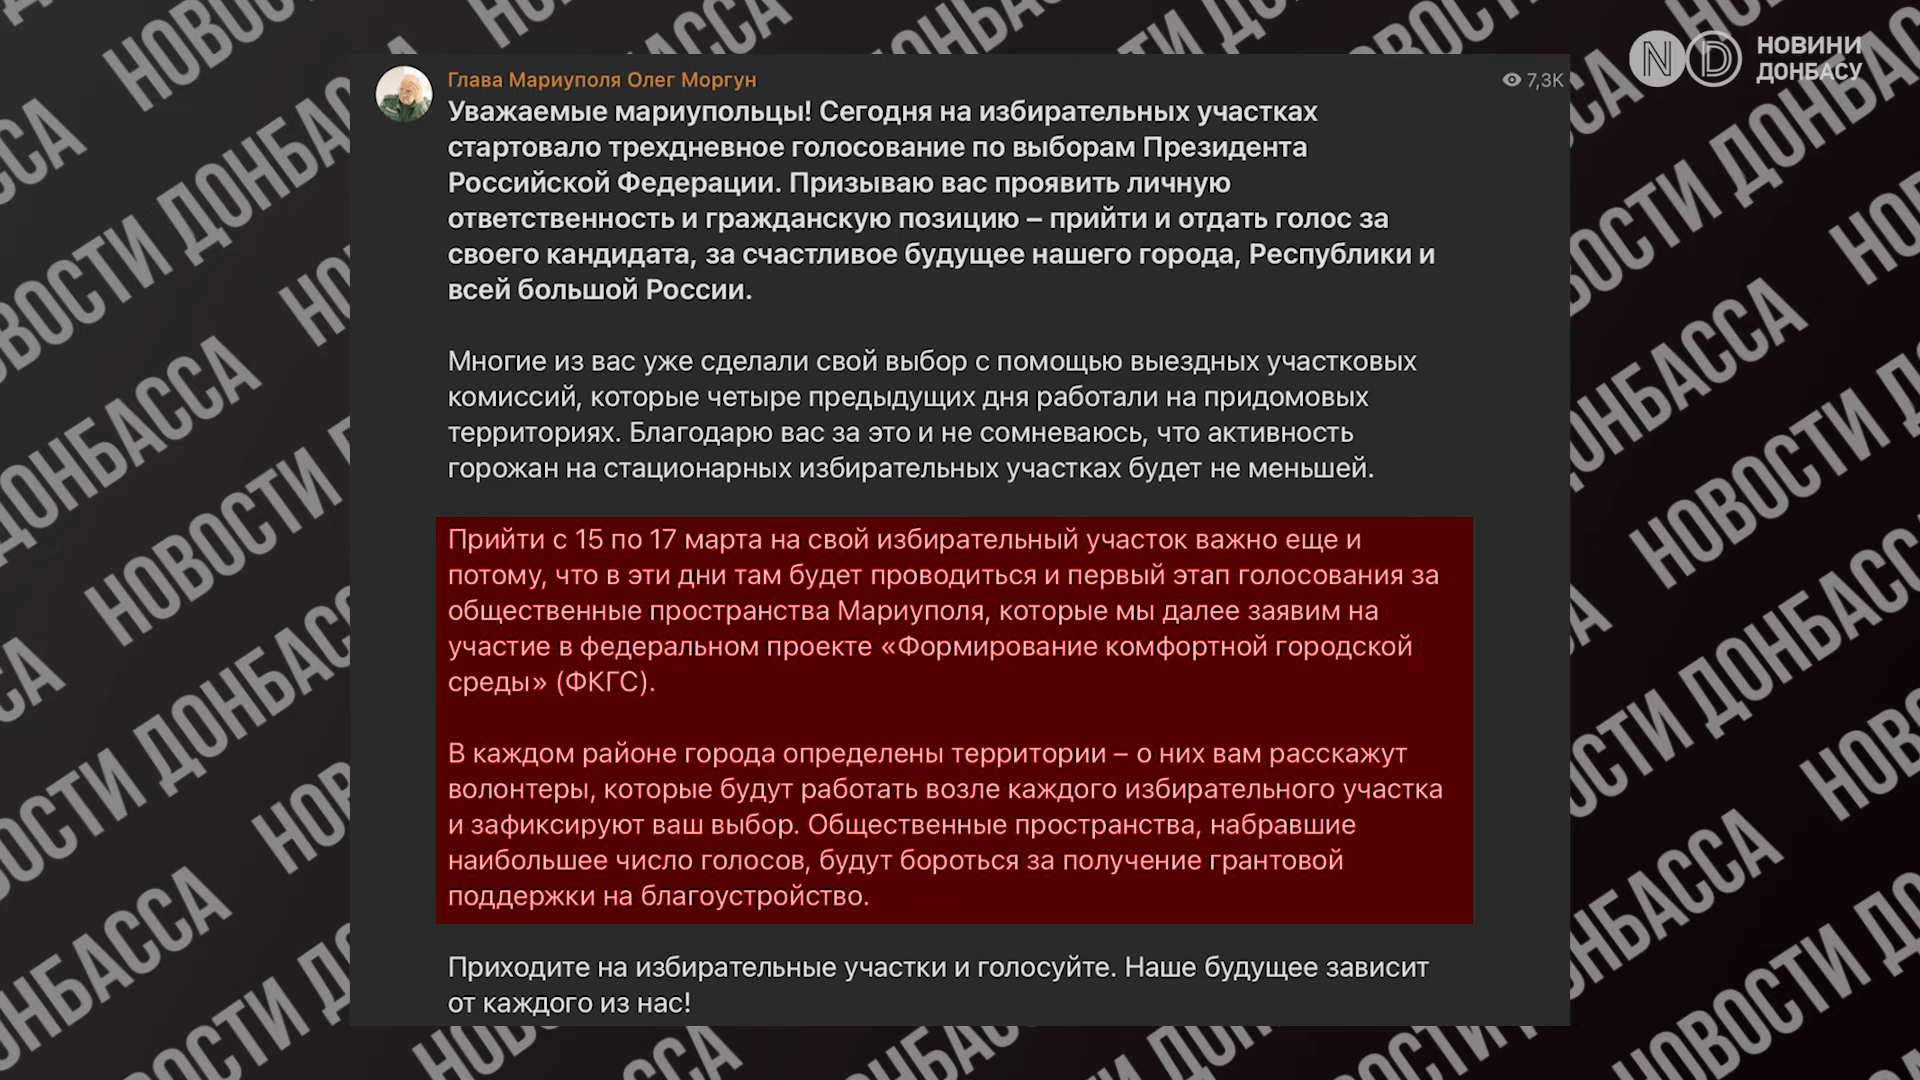 НОВИНИ
ДОНБАСУ
Глава Мариуполя Олег Моргун
7,3K
Уважаемые мариупольцы! Сегодня на избирательных участках
стартовало трехдневное голосование по выборам Президента
Российской Федерации. Призываю вас проявить личную
ответственность и гражданскую позицию – прийти и отдать голос за
своего кандидата, за счастливое будущее нашего города, Республики и
всей большой России.
Многие из вас уже сделали свой выбор с помощью выездных участковых
комиссий, которые четыре предыдущих дня работали на придомовых
территориях. Благодарю вас за это и не сомневаюсь, что активность
горожан на стационарных избирательных участках будет не меньшей.
Прийти с 15 по 17 марта на свой избирательный участок важно еще и
потому, что в эти дни там будет проводиться и первый этап голосования за
общественные пространства Мариуполя, которые мы далее заявим на
участие в федеральном проекте «Формирование комфортной городской
среды» (ФКГС).
В каждом районе города определены территории – о них вам расскажут
волонтеры, которые будут работать возле каждого избирательного участка
и зафиксируют ваш выбор. Общественные пространства, набравшие
наибольшее число голосов, будут бороться за получение грантовой
поддержки на благоустройство.
Приходите на избирательные участки и голосуйте. Наше будущее зависит
от каждого из нас!